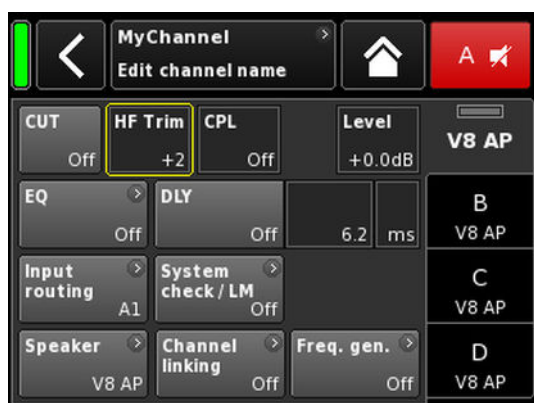 MyChannel
Edit channel name
A
CUT
Off
HF Trim
+2
CPL
Off
Level
+0.0dB
V8 AP
EQ
Off
DLY
Off
6.2
ms
B
V8 AP
Input
routing
A1
System
check / LM
Off
C
V8 AP
Speaker
V8 AP
Channel
linking
Off
Freq. gen.
Off
D
V8 AP